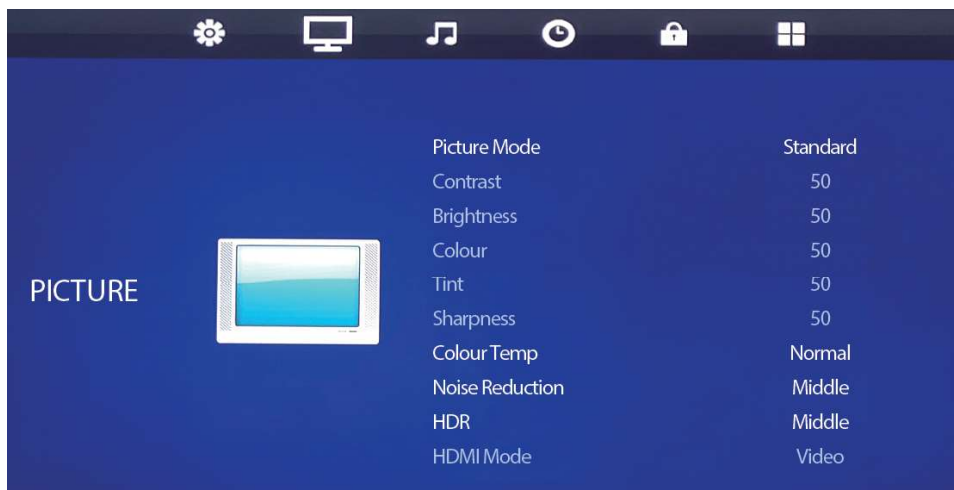 Picture Mode Standard
Contrast 50
Brightness 50
Colour 50
Tint 50
PICTURE
Sharpness 50
Colour Temp Normal
Noise Reduction Middle
HDR Middle
HDMI Mode Video